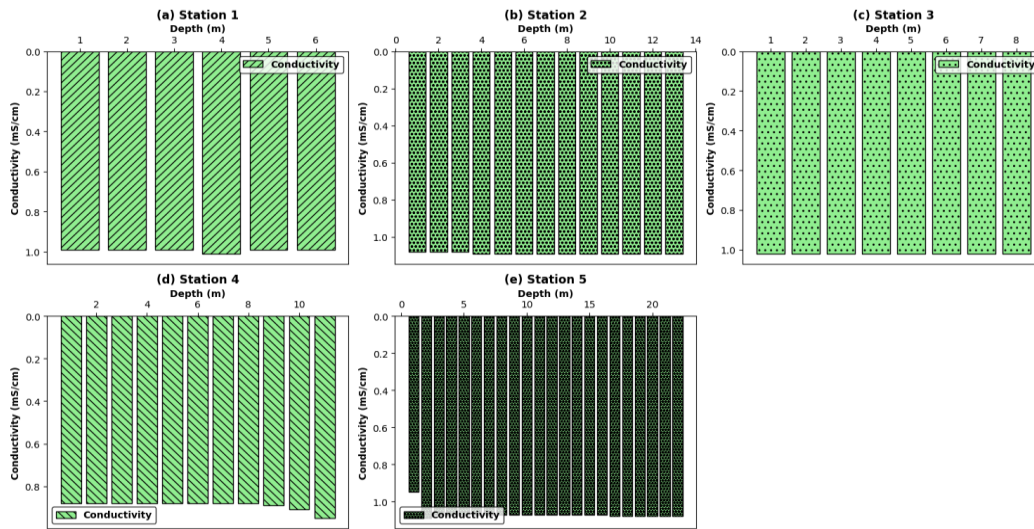 (a) Station 1
Depth (m)
1 2 3 4 5 6
0.0
0.2
0.4
0.6
0.8
1.0
Conductivity (mS/cm)
Conductivity
(b) Station 2
Depth (m)
0 2 4 6 8 10 12 14
0.0
0.2
0.4
0.6
0.8
1.0
Conductivity (mS/cm)
Conductivity
(c) Station 3
Depth (m)
1 2 3 4 5 6 7 8
0.0
0.2
0.4
0.6
0.8
1.0
Conductivity (mS/cm)
Conductivity
(d) Station 4
Depth (m)
2 4 6 8 10
0.0
0.2
0.4
0.6
0.8
Conductivity (mS/cm)
Conductivity
(e) Station 5
Depth (m)
0 5 10 15 20
0.0
0.2
0.4
0.6
0.8
1.0
Conductivity (mS/cm)
Conductivity